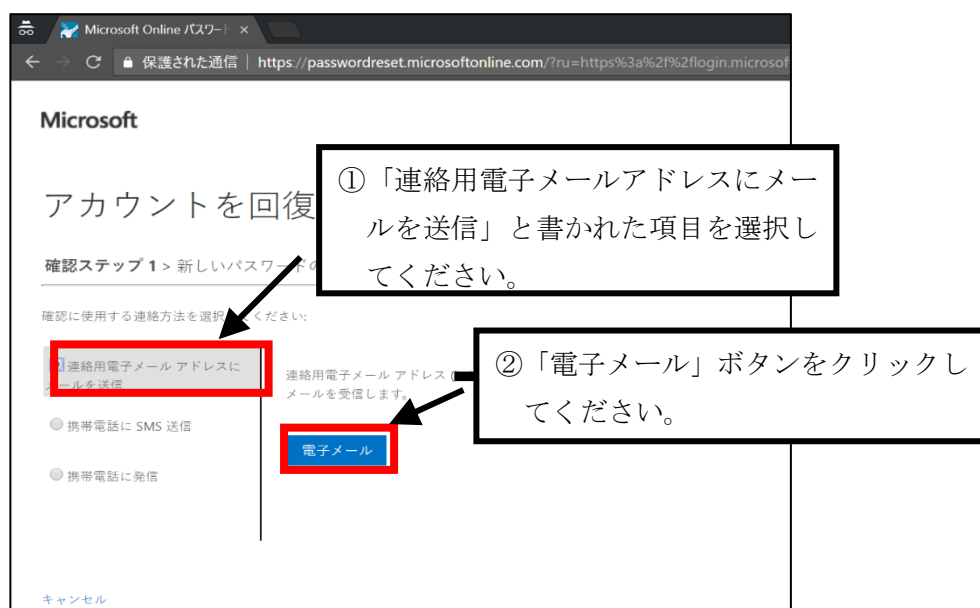 Microsoft Online パスワード ×
保護された通信 | https://passwordreset.microsoftonline.com/?ru=https%3a%2f%2flogin.microsof
Microsoft
アカウントを回復
①「連絡用電子メールアドレスにメー
ルを送信」と書かれた項目を選択し
てください。
確認ステップ 1 > 新しいパスワードの
確認に使用する連絡方法を選択してください:
連絡用電子メール アドレスに
メールを送信
携帯電話に SMS 送信
携帯電話に発信
連絡用電子メール アドレス (
メールを受信します。
電子メール
②「電子メール」ボタンをクリックし
てください。
キャンセル